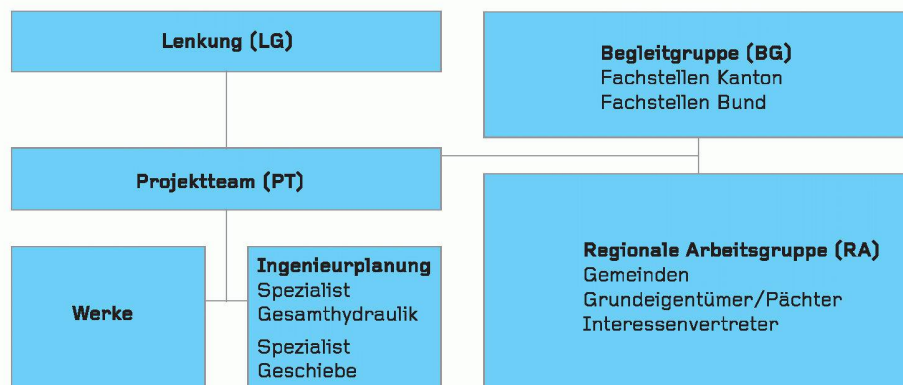 Lenkung (LG)
Begleitgruppe (BG)
Fachstellen Kanton
Fachstellen Bund
Projektteam (PT)
Werke
Ingenieurplanung
Spezialist
Gesamthydraulik
Spezialist
Geschiebe
Regionale Arbeitsgruppe (RA)
Gemeinden
Grundeigentümer/Pächter
Interessenvertreter